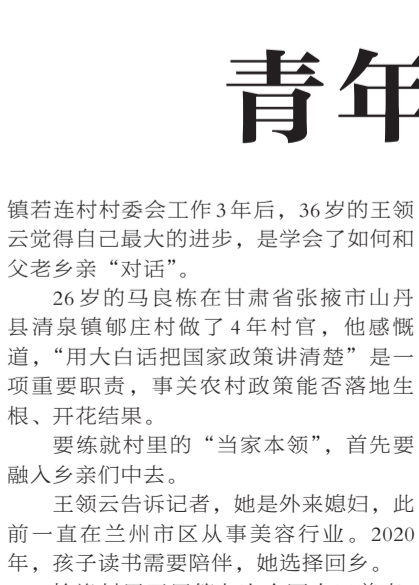 青年
镇若连村村委会工作3年后，36岁的王领
云觉得自己最大的进步，是学会了如何和
父老乡亲“对话”。
26岁的马良栋在甘肃省张掖市山丹
县清泉镇郇庄村做了4年村官，他感慨
道，“用大白话把国家政策讲清楚”是一
项重要职责，事关农村政策能否落地生
根、开花结果。
要练就村里的“当家本领”，首先要
融入乡亲们中去。
王领云告诉记者，她是外来媳妇，此
前一直在兰州市区从事美容行业。2020
年，孩子读书需要陪伴，她选择回乡。